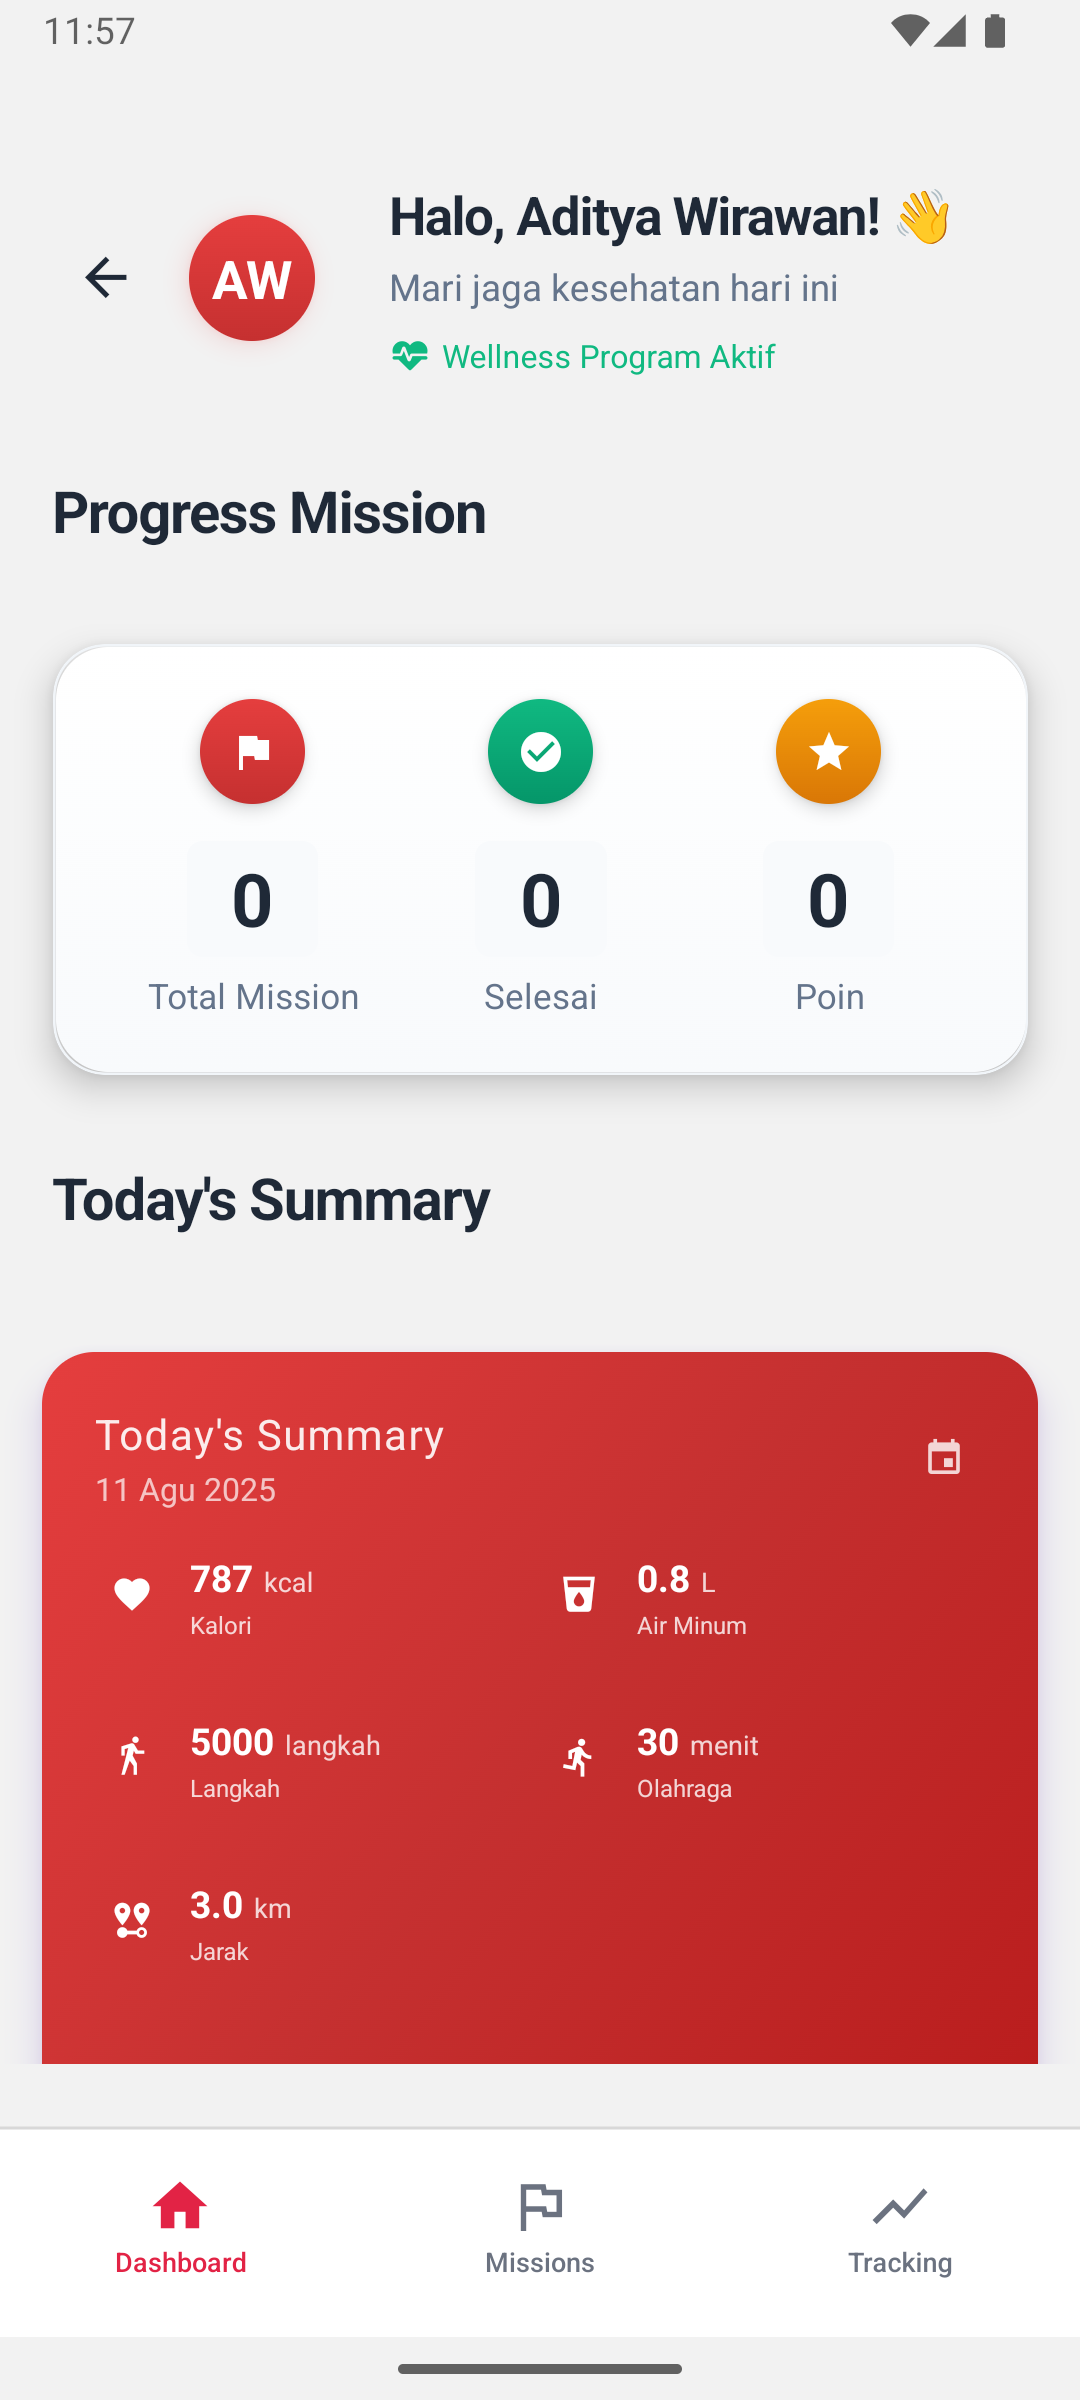 11:57
AW
Halo, Aditya Wirawan! 👋
Mari jaga kesehatan hari ini
Wellness Program Aktif
Progress Mission
0
0
0
Total Mission
Selesai
Poin
Today's Summary
Today's Summary
11 Agu 2025
787 kcal
Kalori
0.8 L
Air Minum
5000 langkah
Langkah
30 menit
Olahraga
3.0 km
Jarak
Dashboard
Missions
Tracking